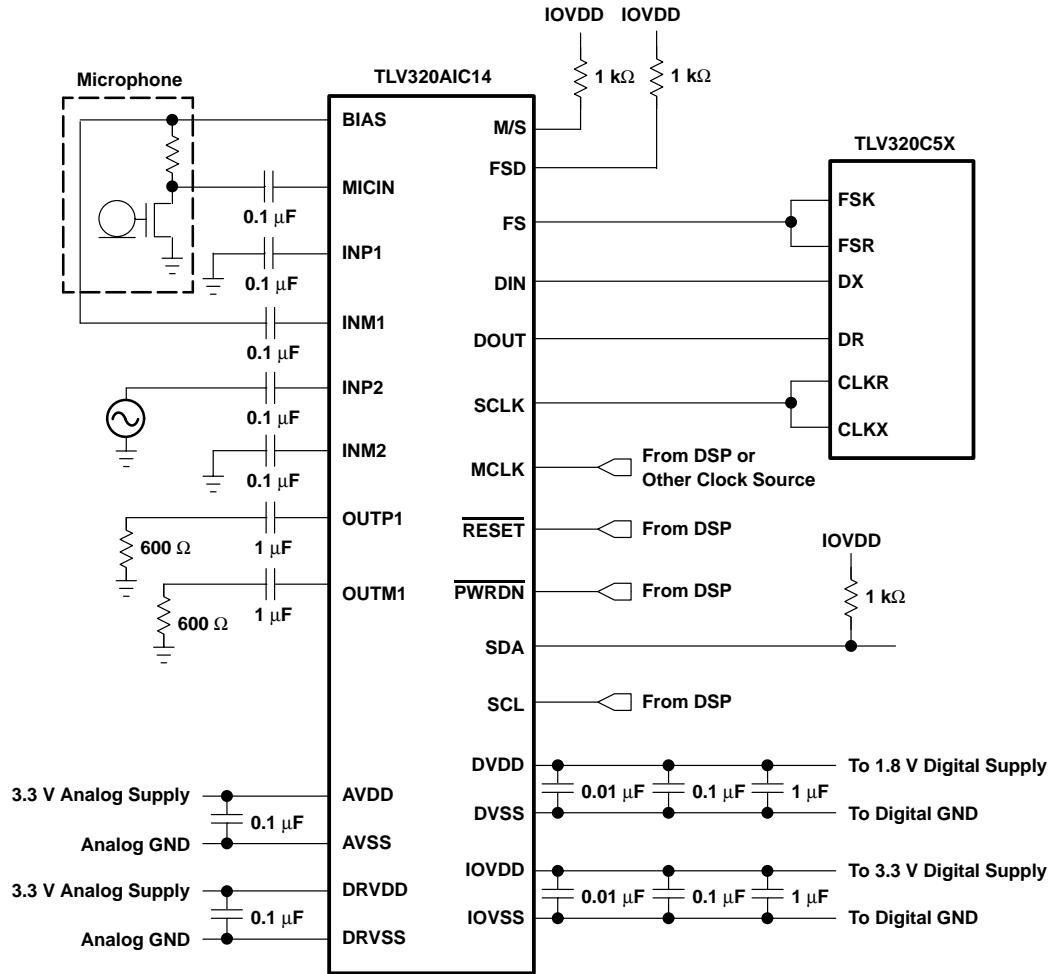 IOVDD IOVDD
1 kΩ 1 kΩ
Microphone
TLV320AIC14
BIAS
MICIN
0.1 μF
INP1
0.1 μF
INM1
0.1 μF
INP2
0.1 μF
INM2
0.1 μF
OUTP1
600 Ω
1 μF
OUTM1
600 Ω
1 μF
3.3 V Analog Supply
AVDD
0.1 μF
Analog GND
AVSS
3.3 V Analog Supply
DRVDD
0.1 μF
Analog GND
DRVSS
M/S
FSD
FS
DIN
DOUT
SCLK
MCLK
From DSP or
Other Clock Source
RESET
From DSP
PWRDN
From DSP
SDA
IOVDD
1 kΩ
SCL
From DSP
TLV320C5X
FSK
FSR
DX
DR
CLKR
CLKX
DVDD
To 1.8 V Digital Supply
0.01 μF 0.1 μF 1 μF
DVSS
To Digital GND
IOVDD
To 3.3 V Digital Supply
0.01 μF 0.1 μF 1 μF
IOVSS
To Digital GND